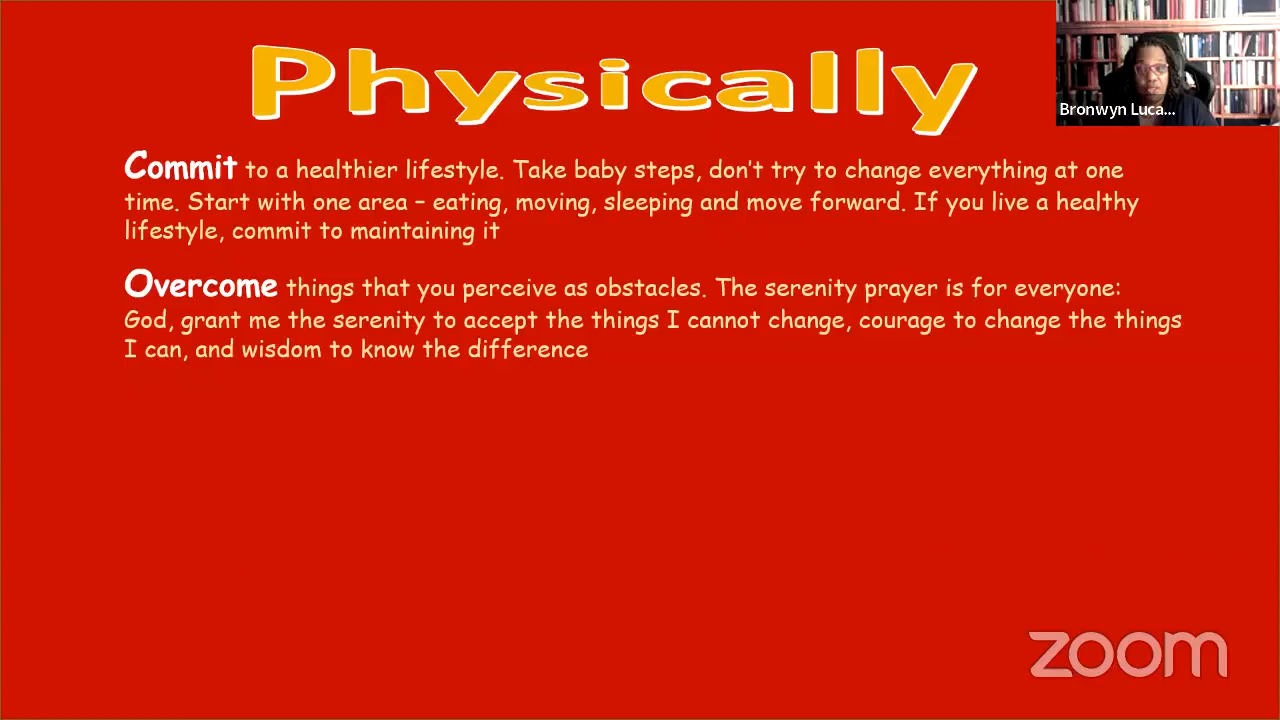 Physically
Bronwyn Luca...
Commit to a healthier lifestyle. Take baby steps, don’t try to change everything at one
time. Start with one area – eating, moving, sleeping and move forward. If you live a healthy
lifestyle, commit to maintaining it
Overcome things that you perceive as obstacles. The serenity prayer is for everyone:
God, grant me the serenity to accept the things I cannot change, courage to change the things
I can, and wisdom to know the difference
zoom